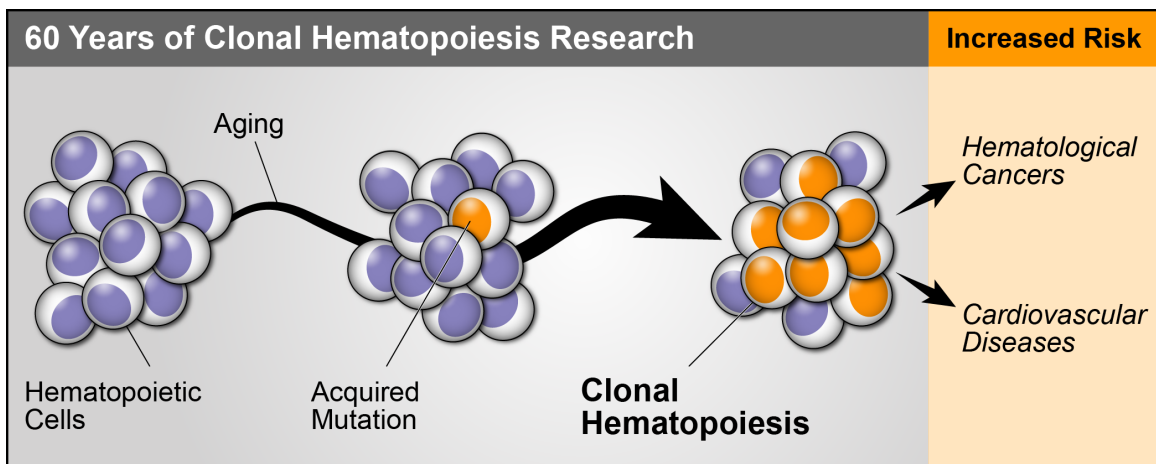 60 Years of Clonal Hematopoiesis Research
Increased Risk
Aging
Hematological
Cancers
Cardiovascular
Diseases
Hematopoietic
Cells
Acquired
Mutation
Clonal
Hematopoiesis